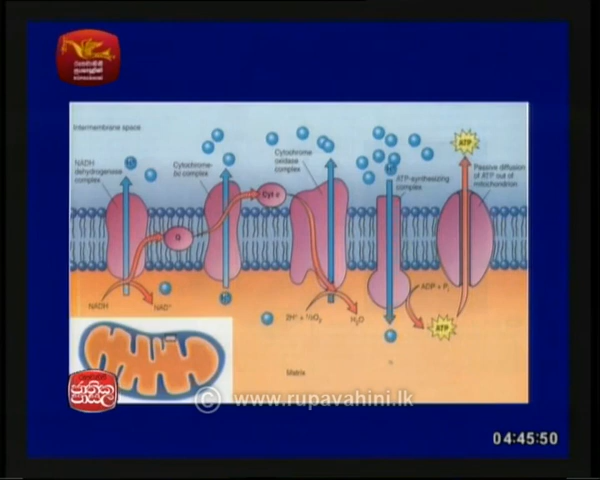 Intermembrane space
NADH
dehydrogenase
complex
Cytochrome-
bc complex
Cytochrome
oxidase
complex
ATP-synthesizing
complex
ATP
Passive diffusion
of ATP out of
mitochondrion
Q
Cyt c
NADH
NAD⁺
2H⁺ + ½O₂
H₂O
ADP + Pᵢ
ATP
Matrix
ජාතික
පාසල
© www.rupavahini.lk
04:45:50